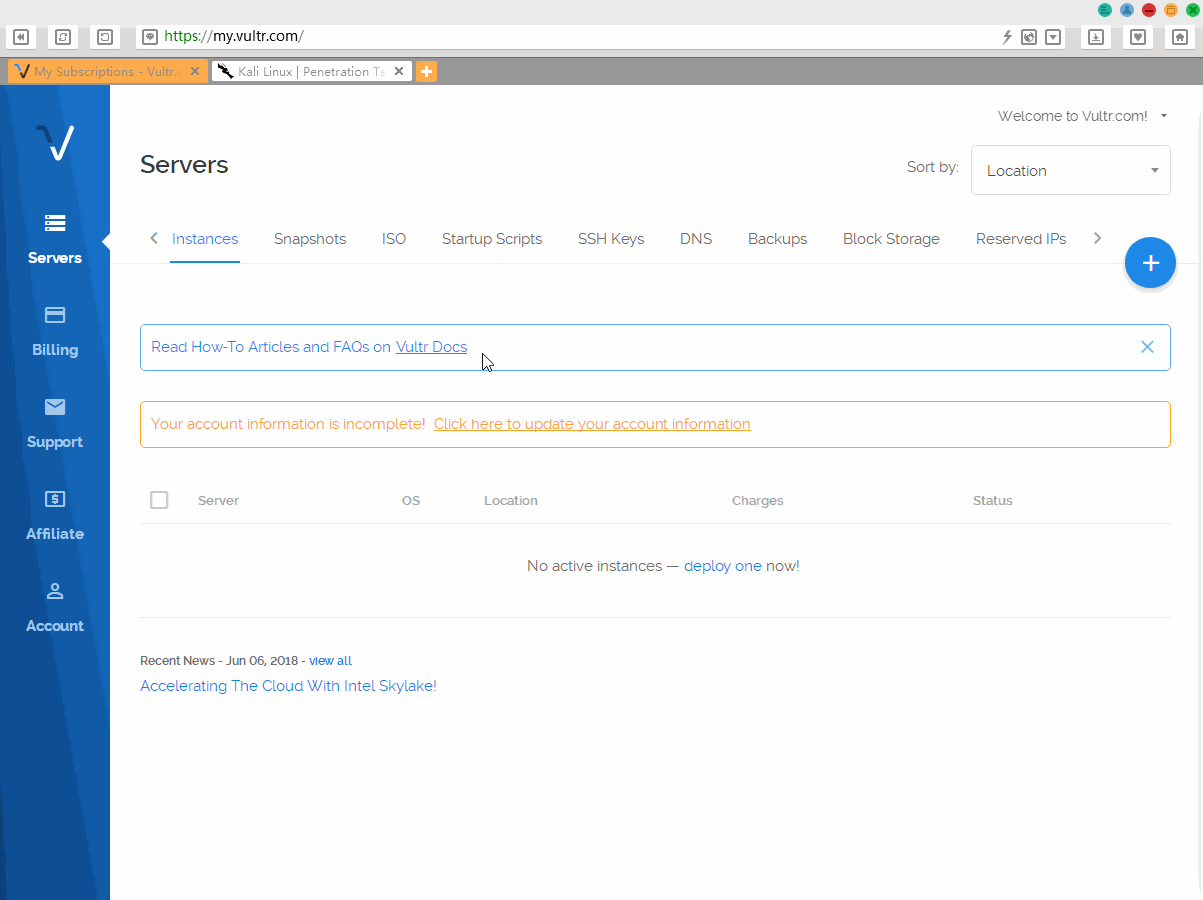 https://my.vultr.com/
My Subscriptions - Vultr.c
Kali Linux | Penetration Te
Welcome to Vultr.com!
Servers
Sort by:
Location
Instances
Snapshots
ISO
Startup Scripts
SSH Keys
DNS
Backups
Block Storage
Reserved IPs
Servers
Billing
Support
Affiliate
Account
Read How-To Articles and FAQs on Vultr Docs
Your account information is incomplete! Click here to update your account information
Server
OS
Location
Charges
Status
No active instances — deploy one now!
Recent News - Jun 06, 2018 - view all
Accelerating The Cloud With Intel Skylake!